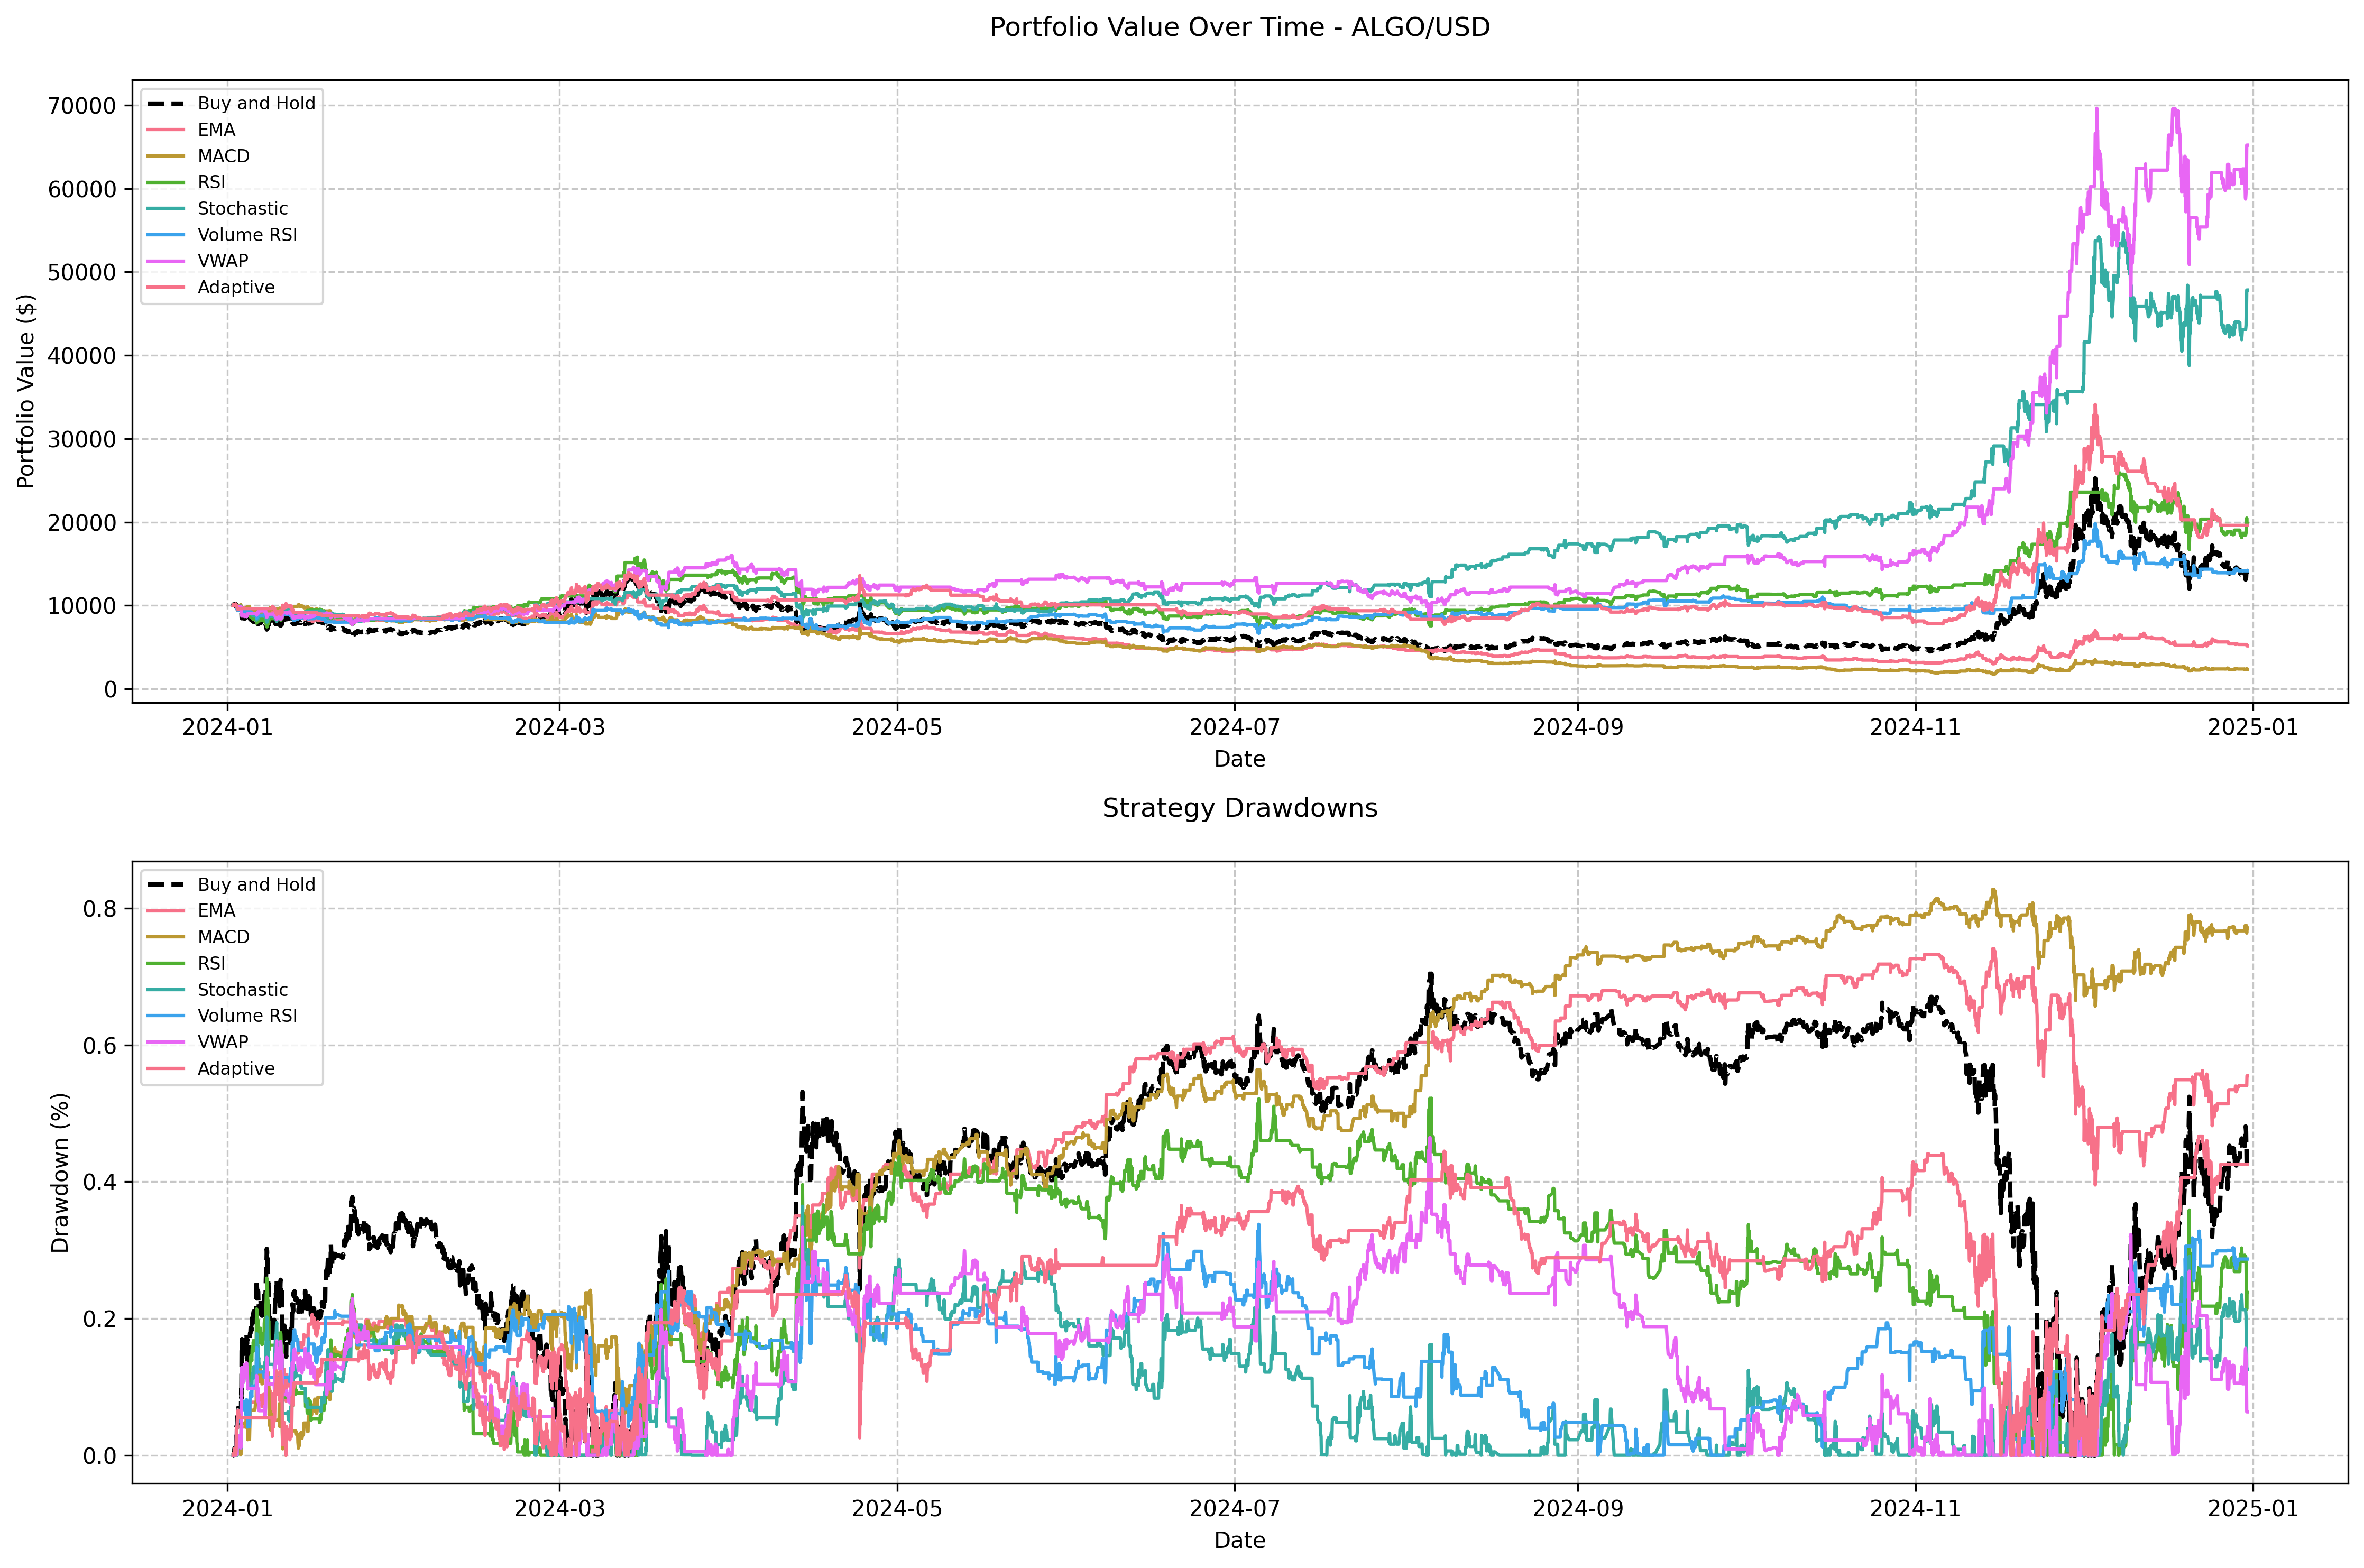 Portfolio Value Over Time - ALGO/USD
Portfolio Value ($)
70000
60000
50000
40000
30000
20000
10000
0
Buy and Hold
EMA
MACD
RSI
Stochastic
Volume RSI
VWAP
Adaptive
2024-01
2024-03
2024-05
2024-07
2024-09
2024-11
2025-01
Date
Strategy Drawdowns
Drawdown (%)
0.8
0.6
0.4
0.2
0.0
Buy and Hold
EMA
MACD
RSI
Stochastic
Volume RSI
VWAP
Adaptive
2024-01
2024-03
2024-05
2024-07
2024-09
2024-11
2025-01
Date